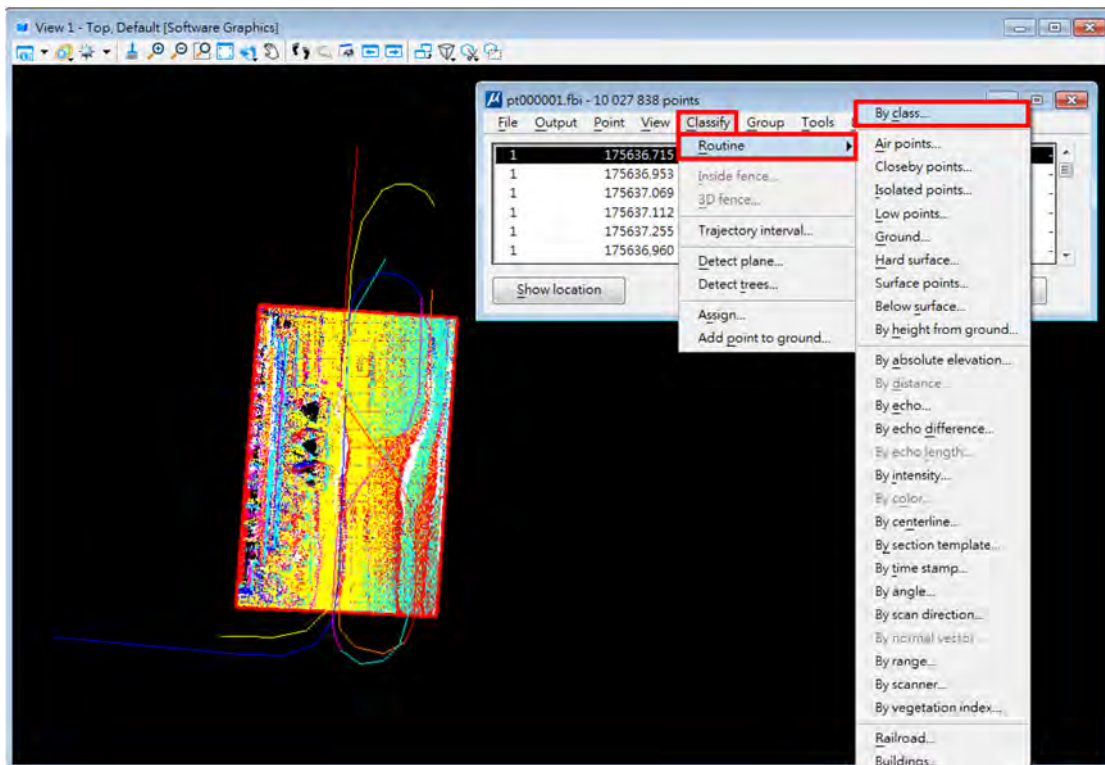 View 1 - Top, Default [Software Graphics]
pt000001.fbi - 10 027 838 points
File Output Point View Classify Group Tools
1 175636.715
1 175636.953
1 175637.069
1 175637.112
1 175637.255
1 175636.960
Show location
Routine
Inside fence...
3D fence...
Trajectory interval...
Detect plane...
Detect trees...
Assign...
Add point to ground...
By class...
Air points...
Closeby points...
Isolated points...
Low points...
Ground...
Hard surface...
Surface points...
Below surface...
By height from ground...
By absolute elevation...
By distance...
By echo...
By echo difference...
By echo length...
By intensity...
By color...
By centerline...
By section template...
By time stamp...
By angle...
By scan direction...
By normal vector
By range...
By scanner...
By vegetation index...
Railroad...
Buildings...